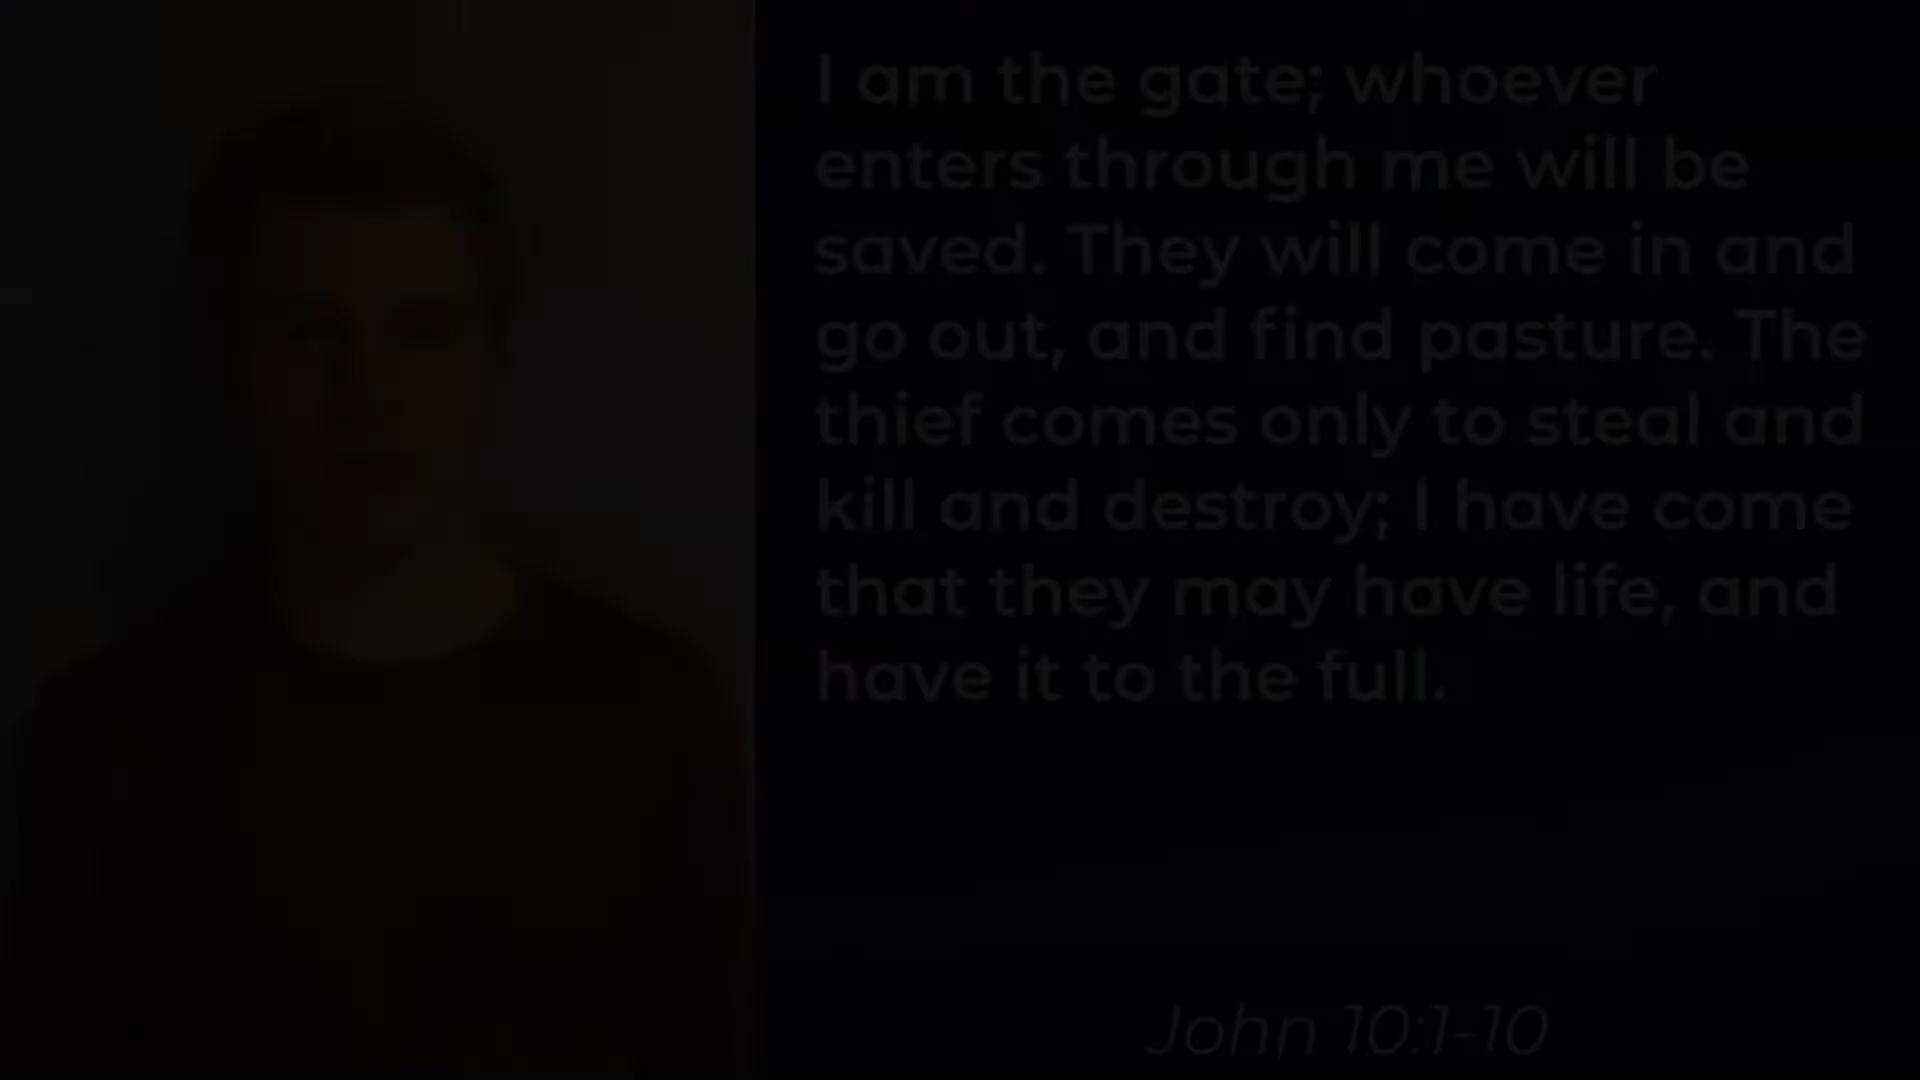 I am the gate; whoever
enters through me will be
saved. They will come in and
go out, and find pasture. The
thief comes only to steal and
kill and destroy; I have come
that they may have life, and
have it to the full.
John 10:1-10